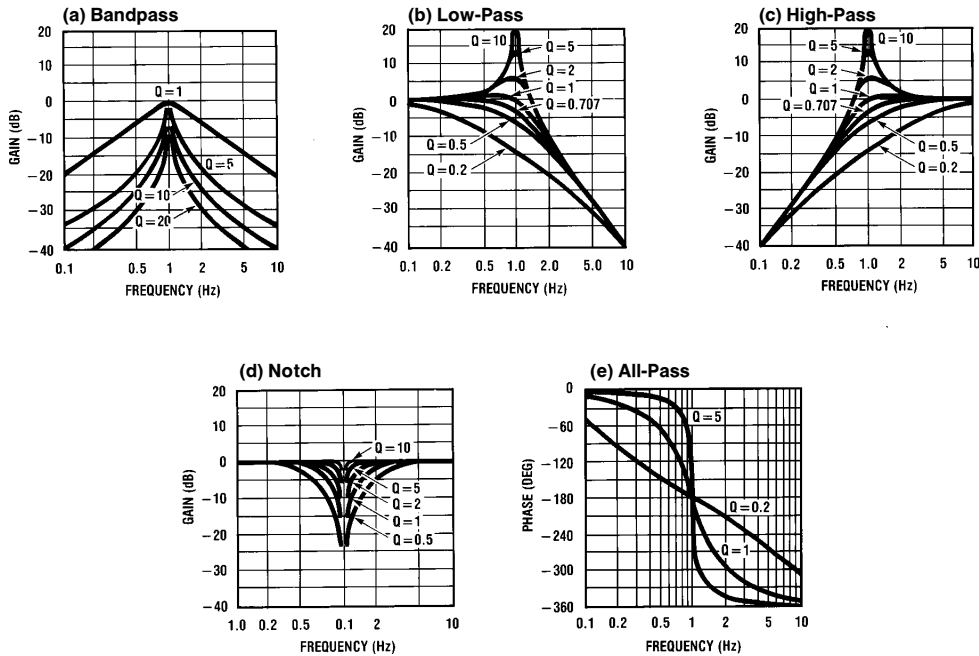 (a) Bandpass
20
10
0
−10
−20
−30
−40
GAIN (dB)
Q = 1
Q = 5
Q = 10
Q = 20
0.1 0.5 1 2 5 10
FREQUENCY (Hz)
(b) Low-Pass
20
10
0
−10
−20
−30
−40
GAIN (dB)
Q = 10
Q = 5
Q = 2
Q = 1
Q = 0.707
Q = 0.5
Q = 0.2
0.1 0.2 0.5 1.0 2.0 5.0 10
FREQUENCY (Hz)
(c) High-Pass
20
10
0
−10
−20
−30
−40
GAIN (dB)
Q = 10
Q = 5
Q = 2
Q = 1
Q = 0.707
Q = 0.5
Q = 0.2
0.1 0.2 0.5 1.0 2 5 10
FREQUENCY (Hz)
(d) Notch
20
10
0
−10
−20
−30
−40
GAIN (dB)
Q = 10
Q = 5
Q = 2
Q = 1
Q = 0.5
1.0 0.2 0.5 0.1 2 10
FREQUENCY (Hz)
(e) All-Pass
0
−60
−120
−180
−240
−300
−360
PHASE (DEG)
Q = 5
Q = 0.2
Q = 1
0.1 0.2 0.5 1 2 5 10
FREQUENCY (Hz)